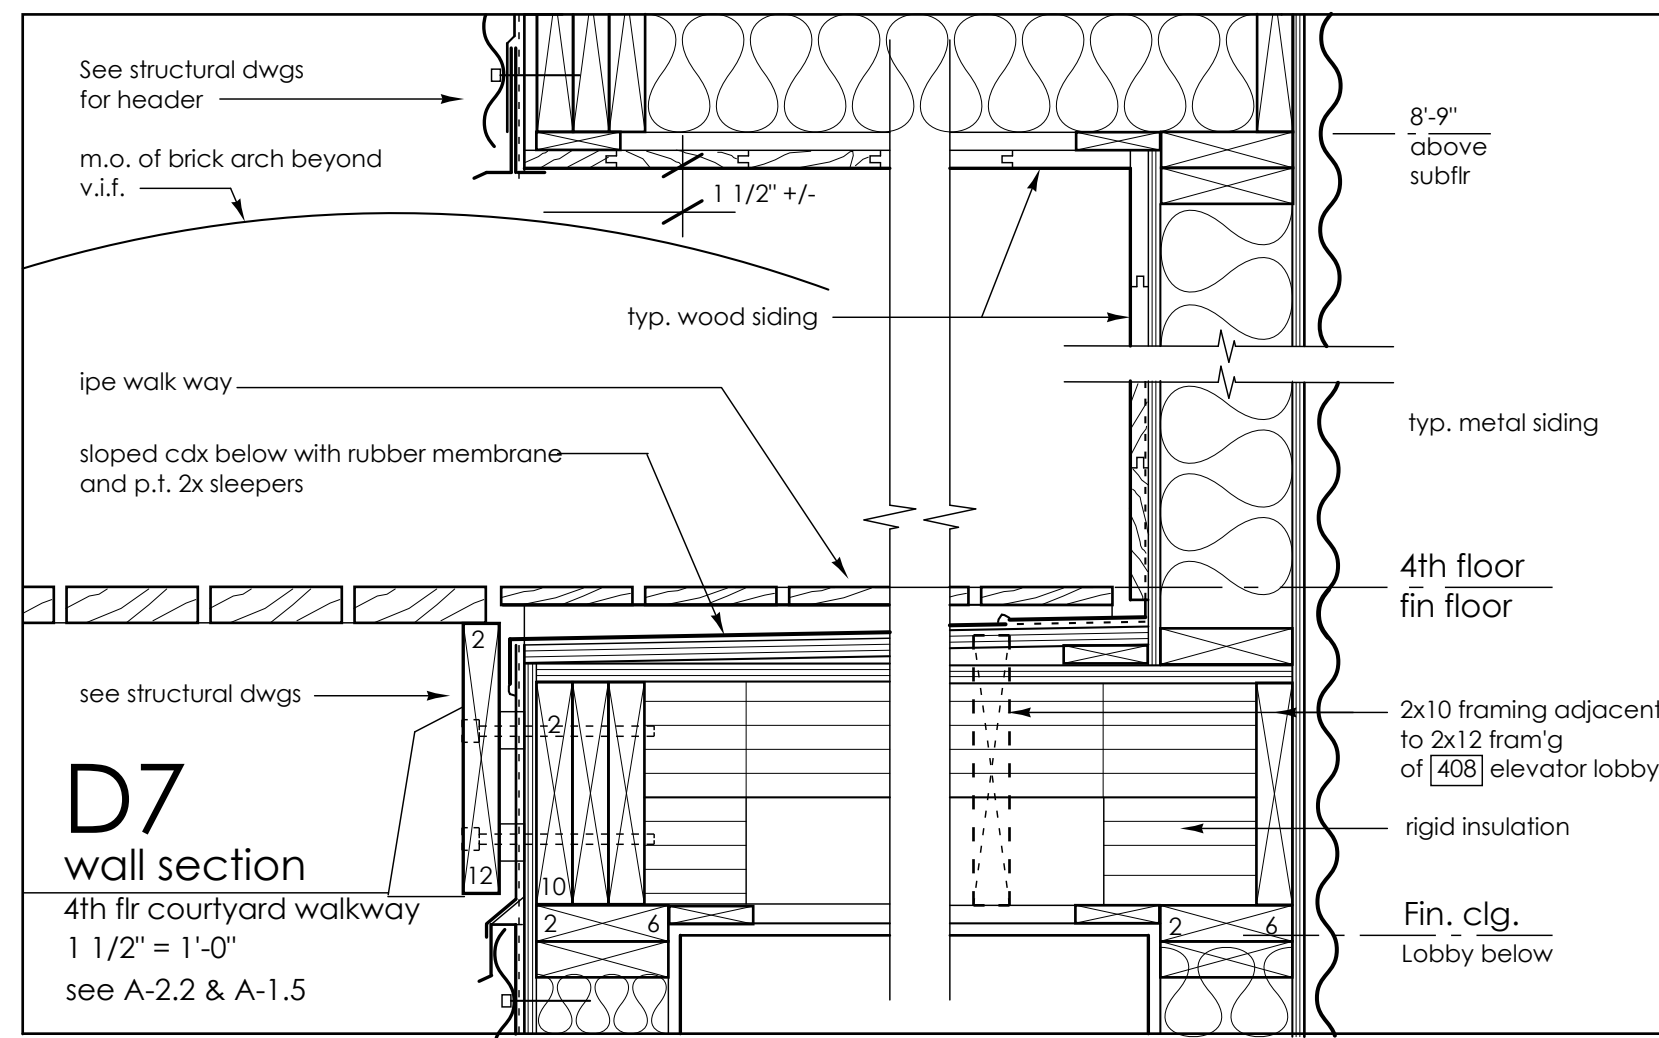 See structural dwgs
for header
m.o. of brick arch beyond
v.i.f.
1 1/2" +/-
8'-9"
above
subflr
typ. wood siding
ipe walk way
typ. metal siding
sloped cdx below with rubber membrane
and p.t. 2x sleepers
4th floor
fin floor
2
see structural dwgs
2
2x10 framing adjacent
to 2x12 fram'g
of 408 elevator lobby
D7
rigid insulation
wall section
12
10
4th flr courtyard walkway
2 6
2 6
Fin. clg.
Lobby below
1 1/2" = 1'-0"
see A-2.2 & A-1.5